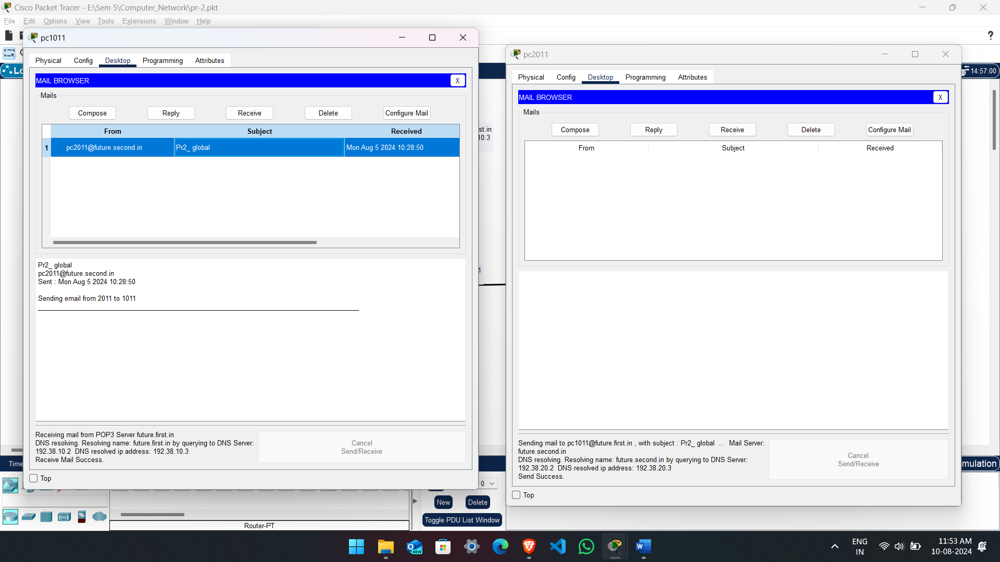 Cisco Packet Tracer - E:\Sem 5\Computer_Network\pr-2.pkt
File Edit Options View Tools Extensions Window Help
pc1011
Physical Config Desktop Programming Attributes
MAIL BROWSER X
Mails
Compose Reply Receive Delete Configure Mail
From Subject Received
1 pc2011@future.second.in Pr2_ global Mon Aug 5 2024 10:28:50
Pr2_ global
pc2011@future.second.in
Sent : Mon Aug 5 2024 10:28:50
Sending email from 2011 to 1011
Receiving mail from POP3 Server future.first.in
DNS resolving. Resolving name: future.first.in by querying to DNS Server:
192.38.10.2 DNS resolved ip address: 192.38.10.3
Receive Mail Success.
Cancel
Send/Receive
Top
pc2011
Physical Config Desktop Programming Attributes
MAIL BROWSER X
Mails
Compose Reply Receive Delete Configure Mail
From Subject Received
Sending mail to pc1011@future.first.in , with subject : Pr2_ global .. Mail Server:
future.second.in
DNS resolving. Resolving name: future.second.in by querying to DNS Server:
192.38.20.2 DNS resolved ip address: 192.38.20.3
Send Success.
Cancel
Send/Receive
Top
14:57:00
st.in
10.3
1
Time
mulation
0
New Delete
Toggle PDU List Window
Router-PT
ENG
IN
11:53 AM
10-08-2024